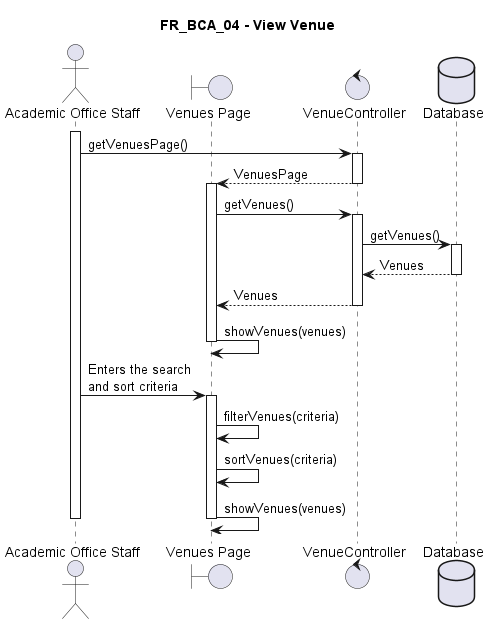 FR_BCA_04 - View Venue
Academic Office Staff
Venues Page
VenueController
Database
getVenuesPage()
VenuesPage
getVenues()
getVenues()
Venues
Venues
showVenues(venues)
Enters the search
and sort criteria
filterVenues(criteria)
sortVenues(criteria)
showVenues(venues)
Academic Office Staff
Venues Page
VenueController
Database